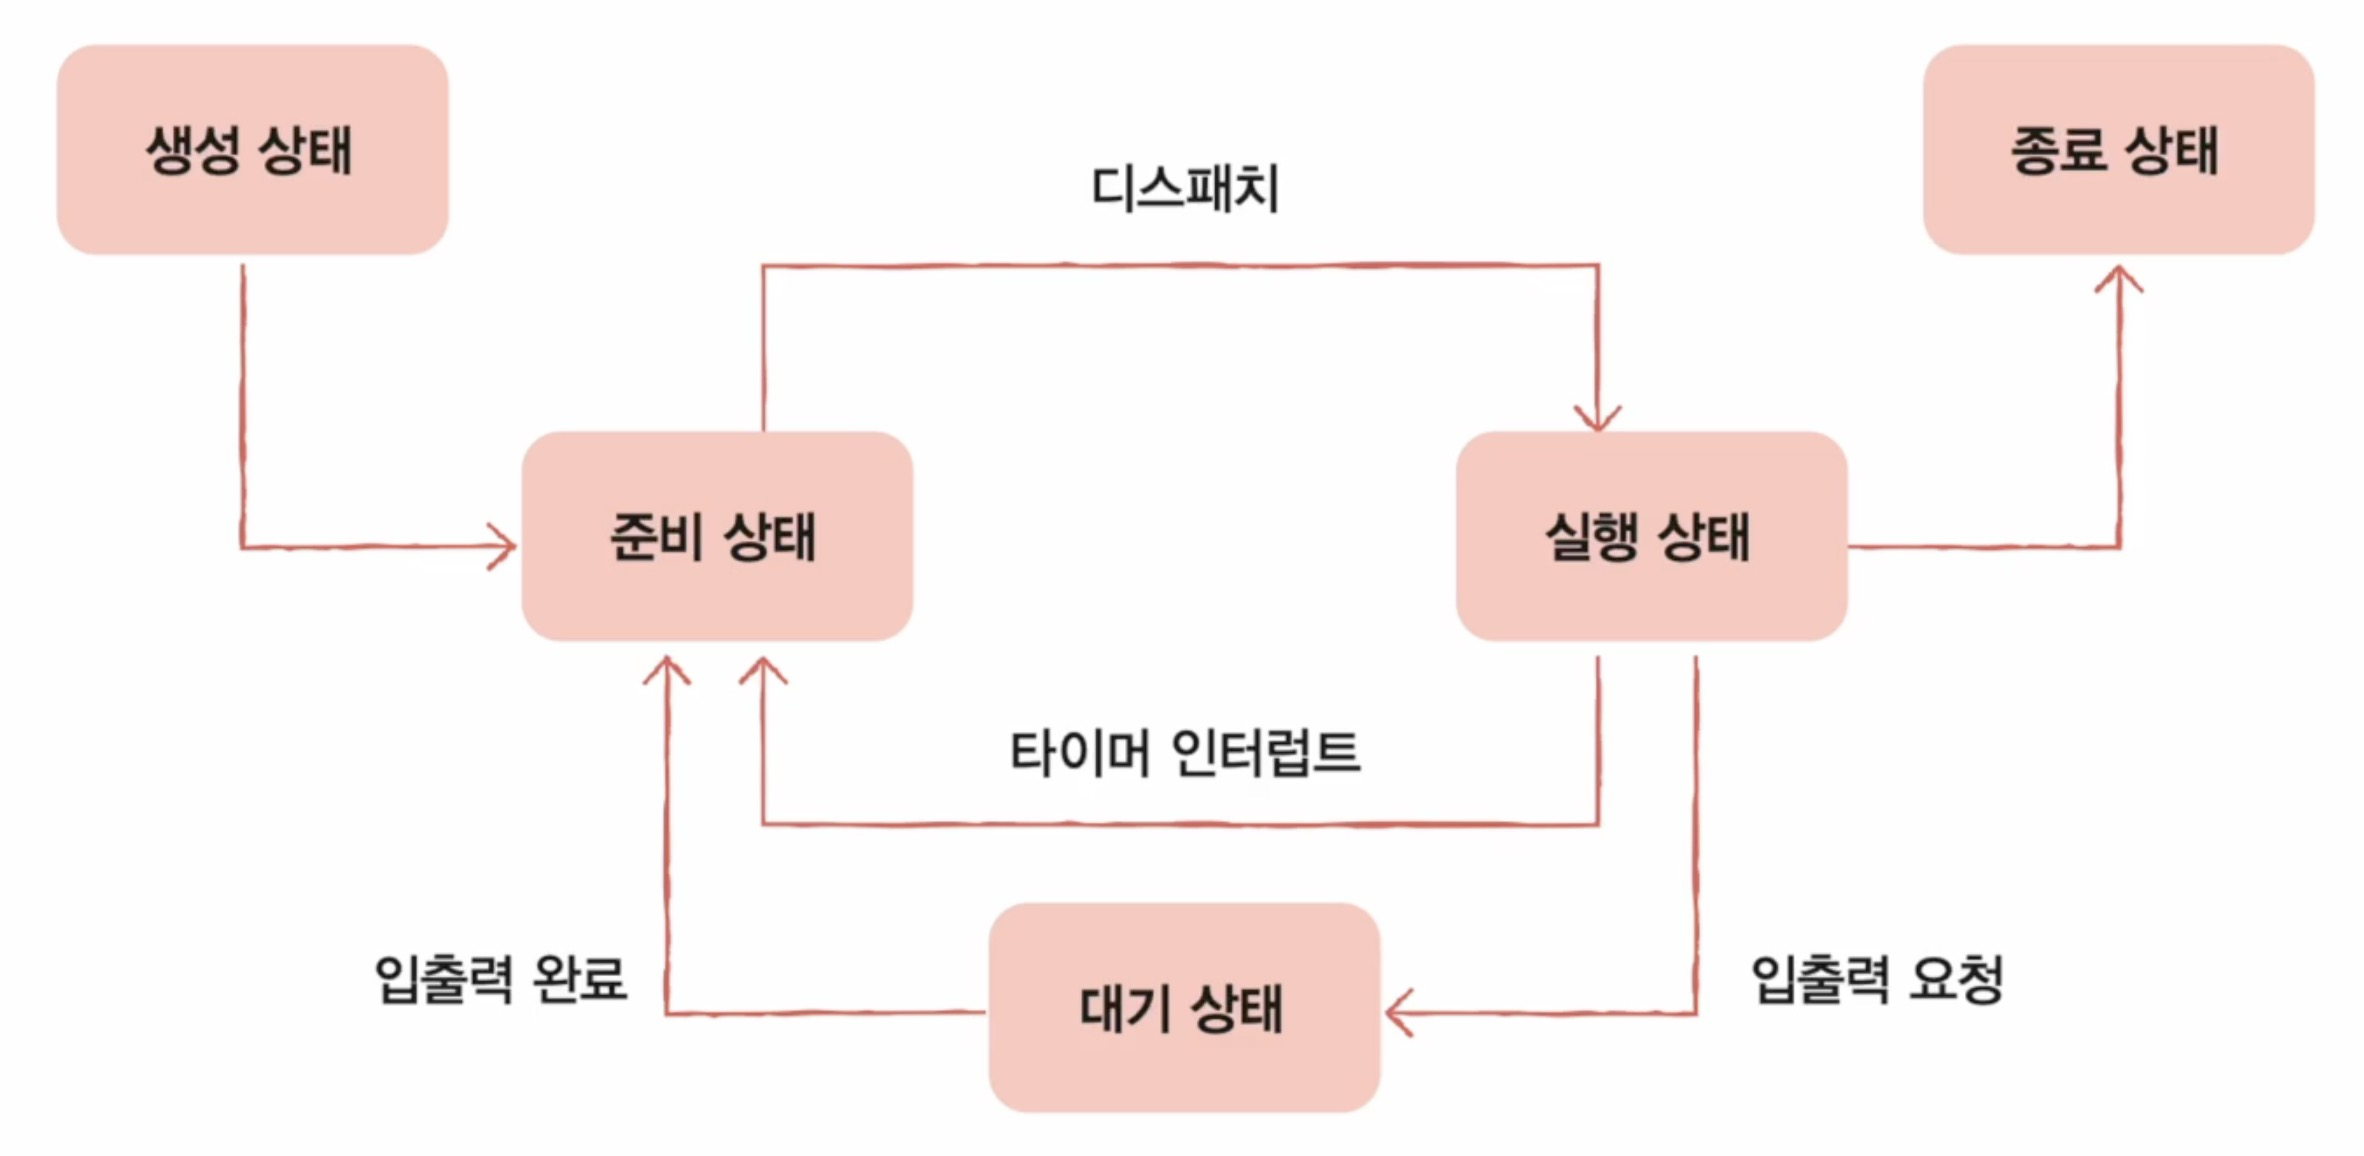 생성 상태
종료 상태
디스패치
준비 상태
실행 상태
타이머 인터럽트
입출력 완료
대기 상태
입출력 요청